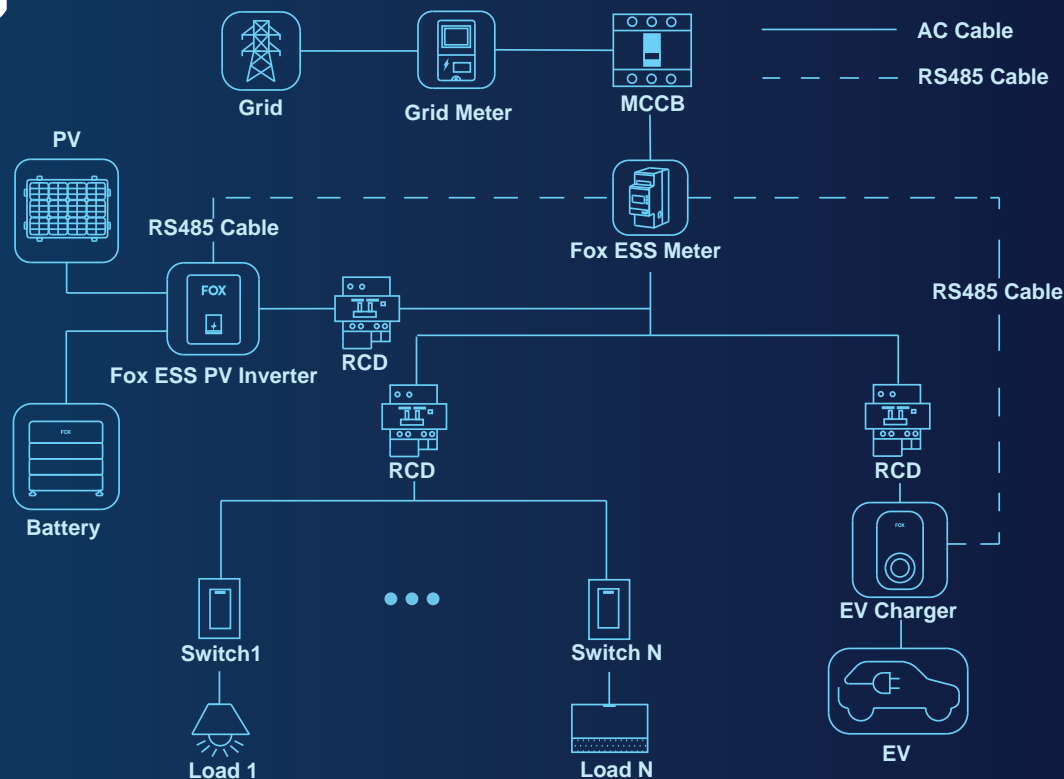 AC Cable
RS485 Cable
Grid
Grid Meter
MCCB
PV
RS485 Cable
Fox ESS Meter
RS485 Cable
FOX
RCD
Fox ESS PV Inverter
FOX
RCD
RCD
Battery
FOX
EV Charger
Switch1
Switch N
EV
Load 1
Load N